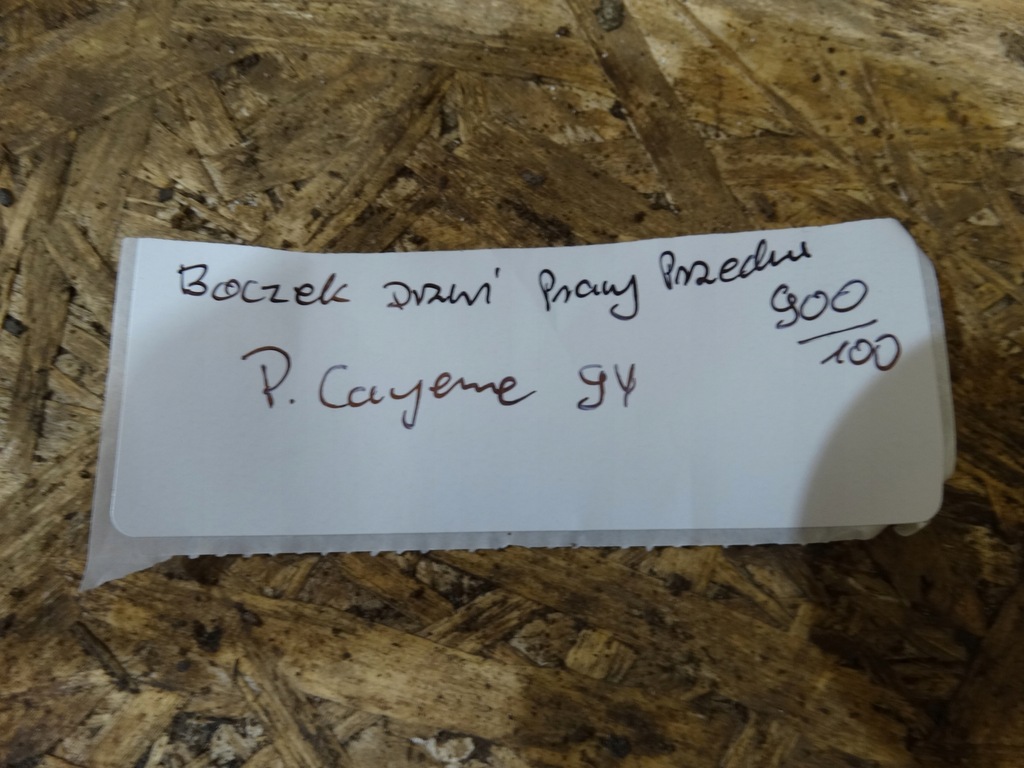 Boczek Drzwi Prawy Przedni
900
100
P. Cayenne 9Y